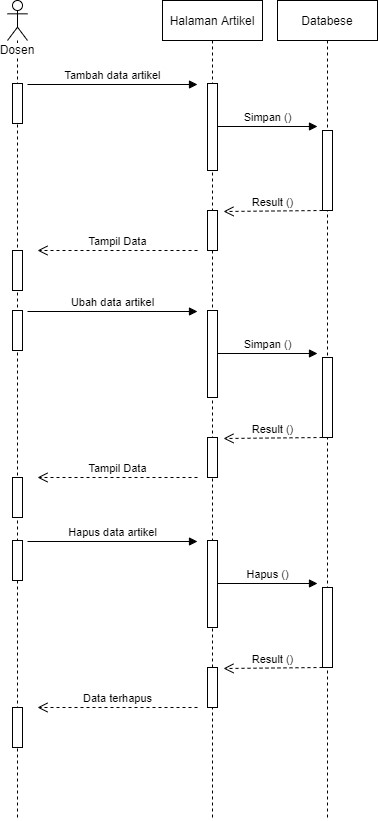 Dosen
Halaman Artikel
Databese
Tambah data artikel
Simpan ()
Result ()
Tampil Data
Ubah data artikel
Simpan ()
Result ()
Tampil Data
Hapus data artikel
Hapus ()
Result ()
Data terhapus